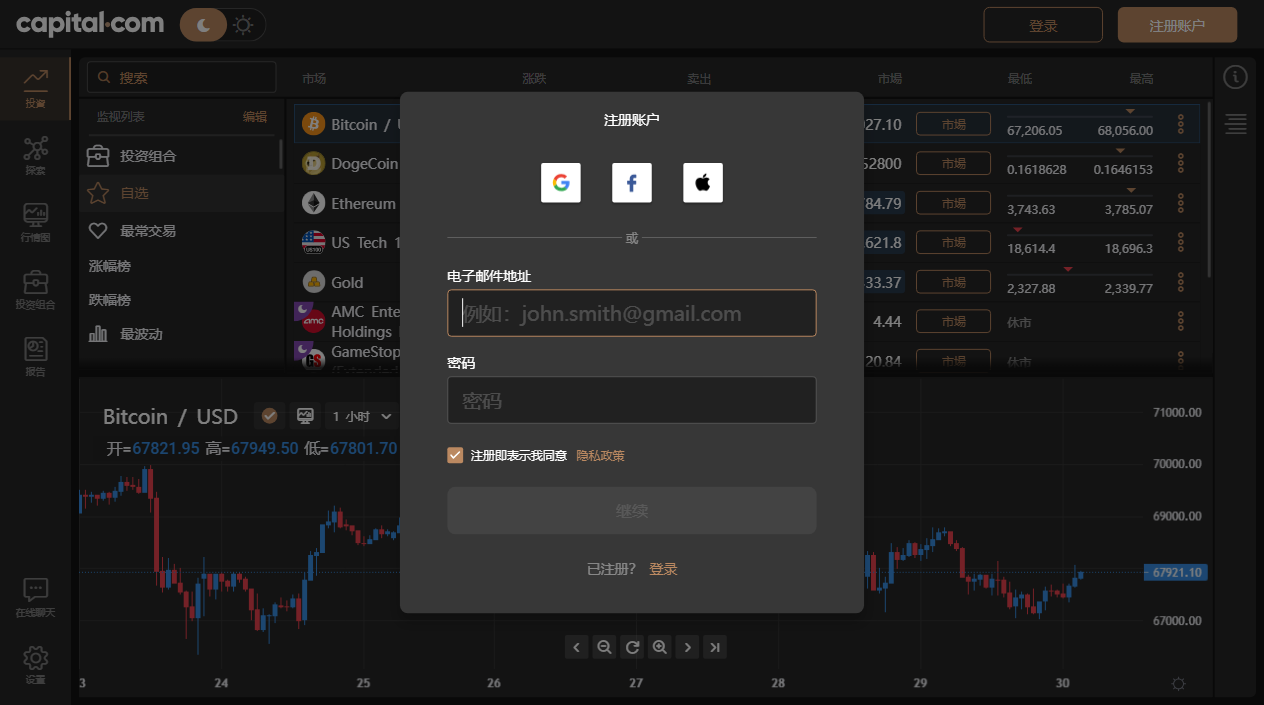 capital.com
登录
注册账户
投资
探索
行情图
投资组合
报告
在线聊天
设置
搜索
监视列表
编辑
投资组合
自选
最常交易
涨幅榜
跌幅榜
最波动
市场
涨跌
卖出
市場
最低
最高
Bitcoin /
27.10
市場
67,206.05
68,056.00
DogeCoin
52800
市場
0.1618628
0.1646153
Ethereum
84.79
市場
3,743.63
3,785.07
US Tech 1
621.8
市場
18,614.4
18,696.3
Gold
33.37
市場
2,327.88
2,339.77
AMC Ente
Holdings
4.44
市場
休市
GameStop
20.84
市場
休市
注册账户
或
电子邮件地址
例如：john.smith@gmail.com
密码
密码
注册即表示我同意 隐私政策
继续
已注册？ 登录
Bitcoin / USD
1 小时
开=67821.95 高=67949.50 低=67801.70
71000.00
70000.00
69000.00
67921.10
67000.00
3
24
25
26
27
28
29
30